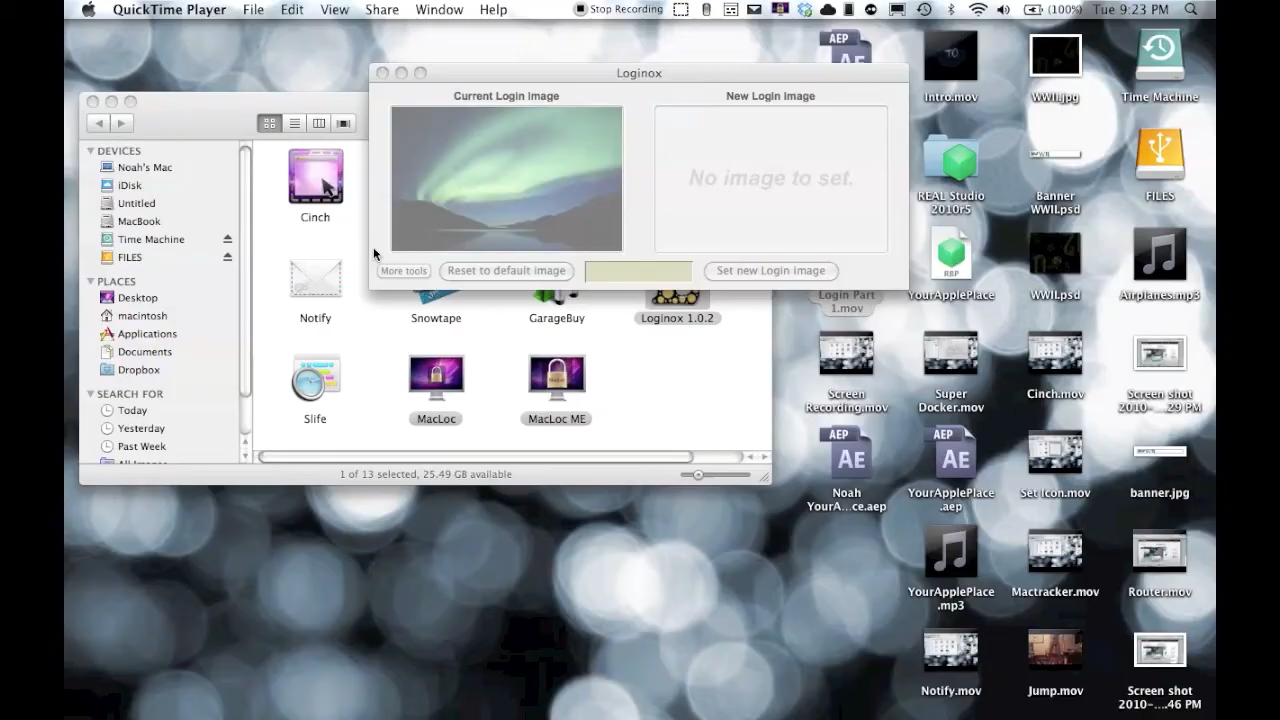 QuickTime Player File Edit View Share Window Help Stop Recording (100%) Tue 9:23 PM
Loginox
Current Login Image New Login Image
No image to set.
More tools Reset to default image Set new Login image
DEVICES
Noah's Mac
iDisk
Untitled
MacBook
Time Machine
FILES
PLACES
Desktop
macintosh
Applications
Documents
Dropbox
SEARCH FOR
Today
Yesterday
Past Week
Cinch
Notify
Snowtape
GarageBuy
Loginox 1.0.2
Slife
MacLoc
MacLoc ME
1 of 13 selected, 25.49 GB available
AEP
Intro.mov
WWII.jpg
Time Machine
REAL Studio
2010r5
Banner
WWII.psd
FILES
Login Part
1.mov
RBP
YourApplePlace
WWII.psd
Airplanes.mp3
Screen
Recording.mov
Super
Docker.mov
Cinch.mov
Screen shot
2010-....29 PM
AEP
AE
Noah
YourA...ce.aep
AEP
AE
YourApplePlace
.aep
Set Icon.mov
banner.jpg
YourApplePlace
.mp3
Mactracker.mov
Router.mov
Notify.mov
Jump.mov
Screen shot
2010-....46 PM